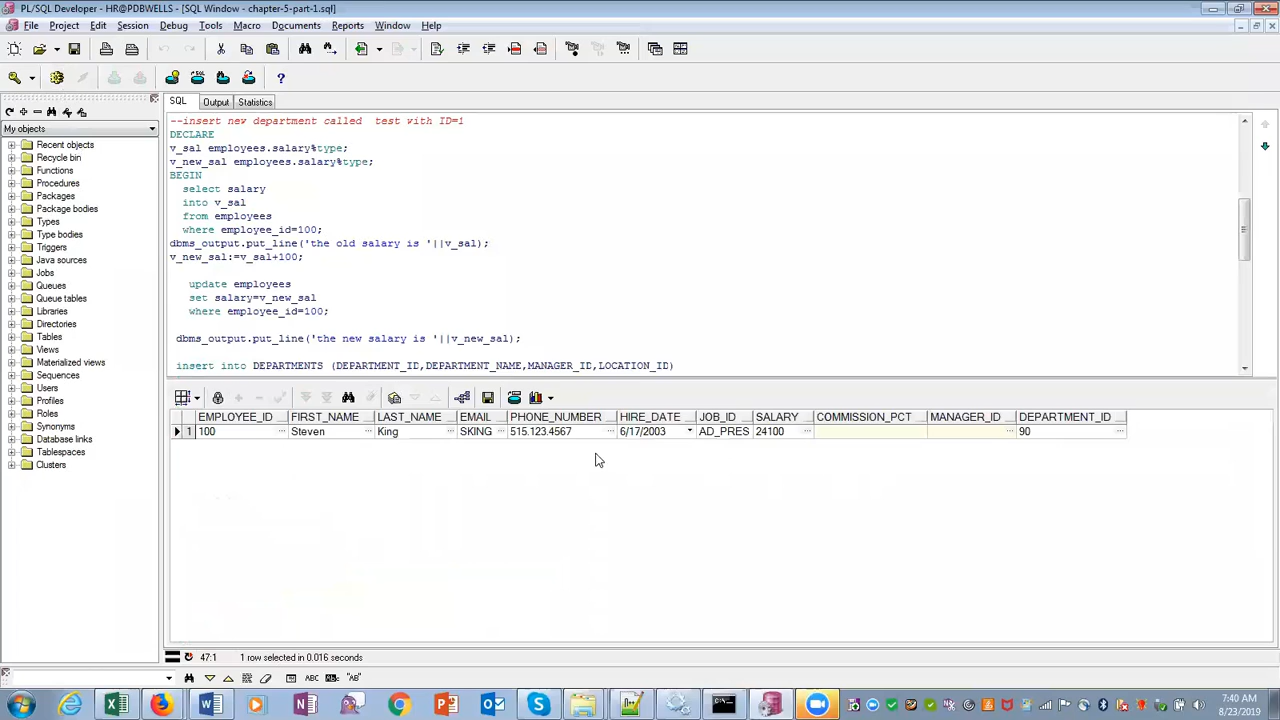 PL/SQL Developer - HR@PDBWELLS - [SQL Window - chapter-5-part-1.sql]
File Project Edit Session Debug Tools Macro Documents Reports Window Help
SQL Output Statistics
My objects
Recent objects
Recycle bin
Functions
Procedures
Packages
Package bodies
Types
Type bodies
Triggers
Java sources
Jobs
Queues
Queue tables
Libraries
Directories
Tables
Views
Materialized views
Sequences
Users
Profiles
Roles
Synonyms
Database links
Tablespaces
Clusters
--insert new department called  test with ID=1
DECLARE
v_sal employees.salary%type;
v_new_sal employees.salary%type;
BEGIN
select salary
into v_sal
from employees
where employee_id=100;
dbms_output.put_line('the old salary is '||v_sal);
v_new_sal:=v_sal+100;
update employees
set salary=v_new_sal
where employee_id=100;
dbms_output.put_line('the new salary is '||v_new_sal);
insert into DEPARTMENTS (DEPARTMENT_ID,DEPARTMENT_NAME,MANAGER_ID,LOCATION_ID)
EMPLOYEE_ID FIRST_NAME LAST_NAME EMAIL PHONE_NUMBER HIRE_DATE JOB_ID SALARY COMMISSION_PCT MANAGER_ID DEPARTMENT_ID
1 100 Steven King SKING 515.123.4567 6/17/2003 AD_PRES 24100 90
47:1 1 row selected in 0.016 seconds
ABC "AB"
7:40 AM
8/23/2019